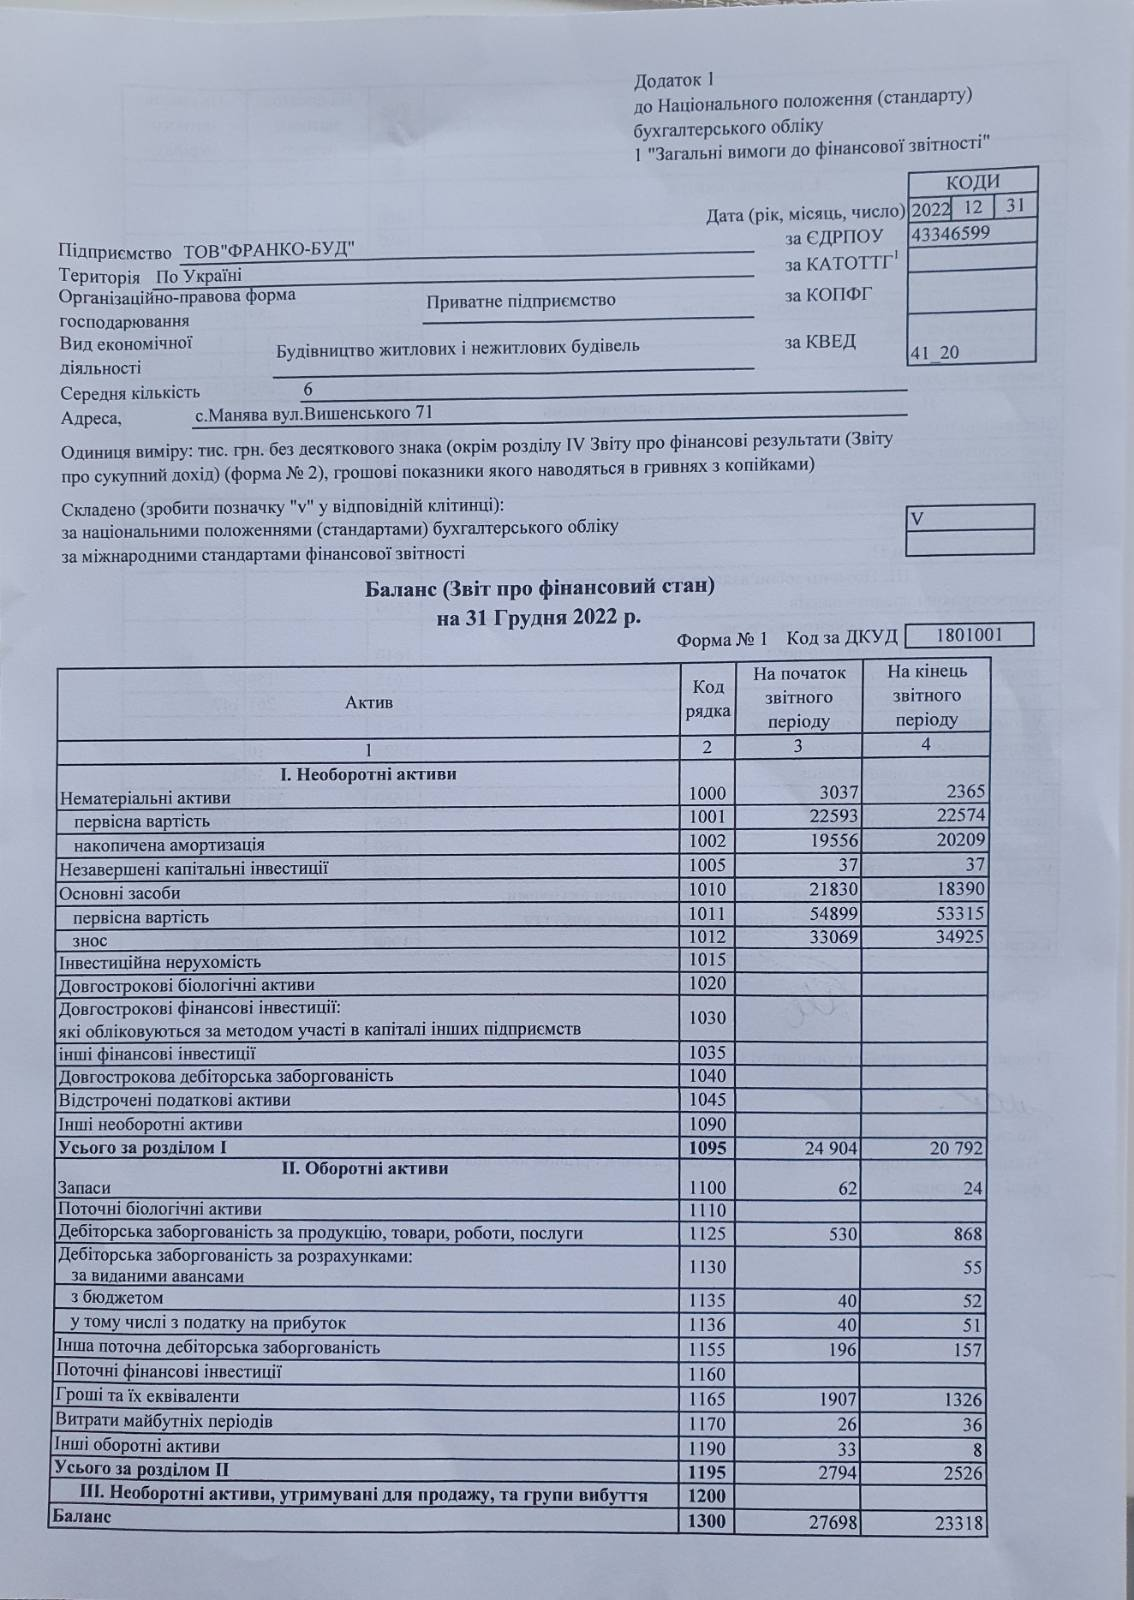 Додаток 1
до Національного положення (стандарту)
бухгалтерського обліку
1 "Загальні вимоги до фінансової звітності"
КОДИ
Дата (рік, місяць, число) 2022 12 31
Підприємство ТОВ"ФРАНКО-БУД" за ЄДРПОУ 43346599
Територія По Україні за КАТОТТГ¹
Організаційно-правова форма
господарювання Приватне підприємство за КОПФГ
Вид економічної
діяльності Будівництво житлових і нежитлових будівель за КВЕД 41_20
Середня кількість 6
Адреса, с.Манява вул.Вишенського 71
Одиниця виміру: тис. грн. без десяткового знака (окрім розділу IV Звіту про фінансові результати (Звіту
про сукупний дохід) (форма № 2), грошові показники якого наводяться в гривнях з копійками)
Складено (зробити позначку "v" у відповідній клітинці):
за національними положеннями (стандартами) бухгалтерського обліку V
за міжнародними стандартами фінансової звітності
Баланс (Звіт про фінансовий стан)
на 31 Грудня 2022 р.
Форма № 1 Код за ДКУД 1801001
Актив Код рядка На початок звітного періоду На кінець звітного періоду
1 2 3 4
I. Необоротні активи
Нематеріальні активи 1000 3037 2365
первісна вартість 1001 22593 22574
накопичена амортизація 1002 19556 20209
Незавершені капітальні інвестиції 1005 37 37
Основні засоби 1010 21830 18390
первісна вартість 1011 54899 53315
знос 1012 33069 34925
Інвестиційна нерухомість 1015
Довгострокові біологічні активи 1020
Довгострокові фінансові інвестиції:
які обліковуються за методом участі в капіталі інших підприємств 1030
інші фінансові інвестиції 1035
Довгострокова дебіторська заборгованість 1040
Відстрочені податкові активи 1045
Інші необоротні активи 1090
Усього за розділом I 1095 24 904 20 792
II. Оборотні активи
Запаси 1100 62 24
Поточні біологічні активи 1110
Дебіторська заборгованість за продукцію, товари, роботи, послуги 1125 530 868
Дебіторська заборгованість за розрахунками:
за виданими авансами 1130 55
з бюджетом 1135 40 52
у тому числі з податку на прибуток 1136 40 51
Інша поточна дебіторська заборгованість 1155 196 157
Поточні фінансові інвестиції 1160
Гроші та їх еквіваленти 1165 1907 1326
Витрати майбутніх періодів 1170 26 36
Інші оборотні активи 1190 33 8
Усього за розділом II 1195 2794 2526
III. Необоротні активи, утримувані для продажу, та групи вибуття 1200
Баланс 1300 27698 23318